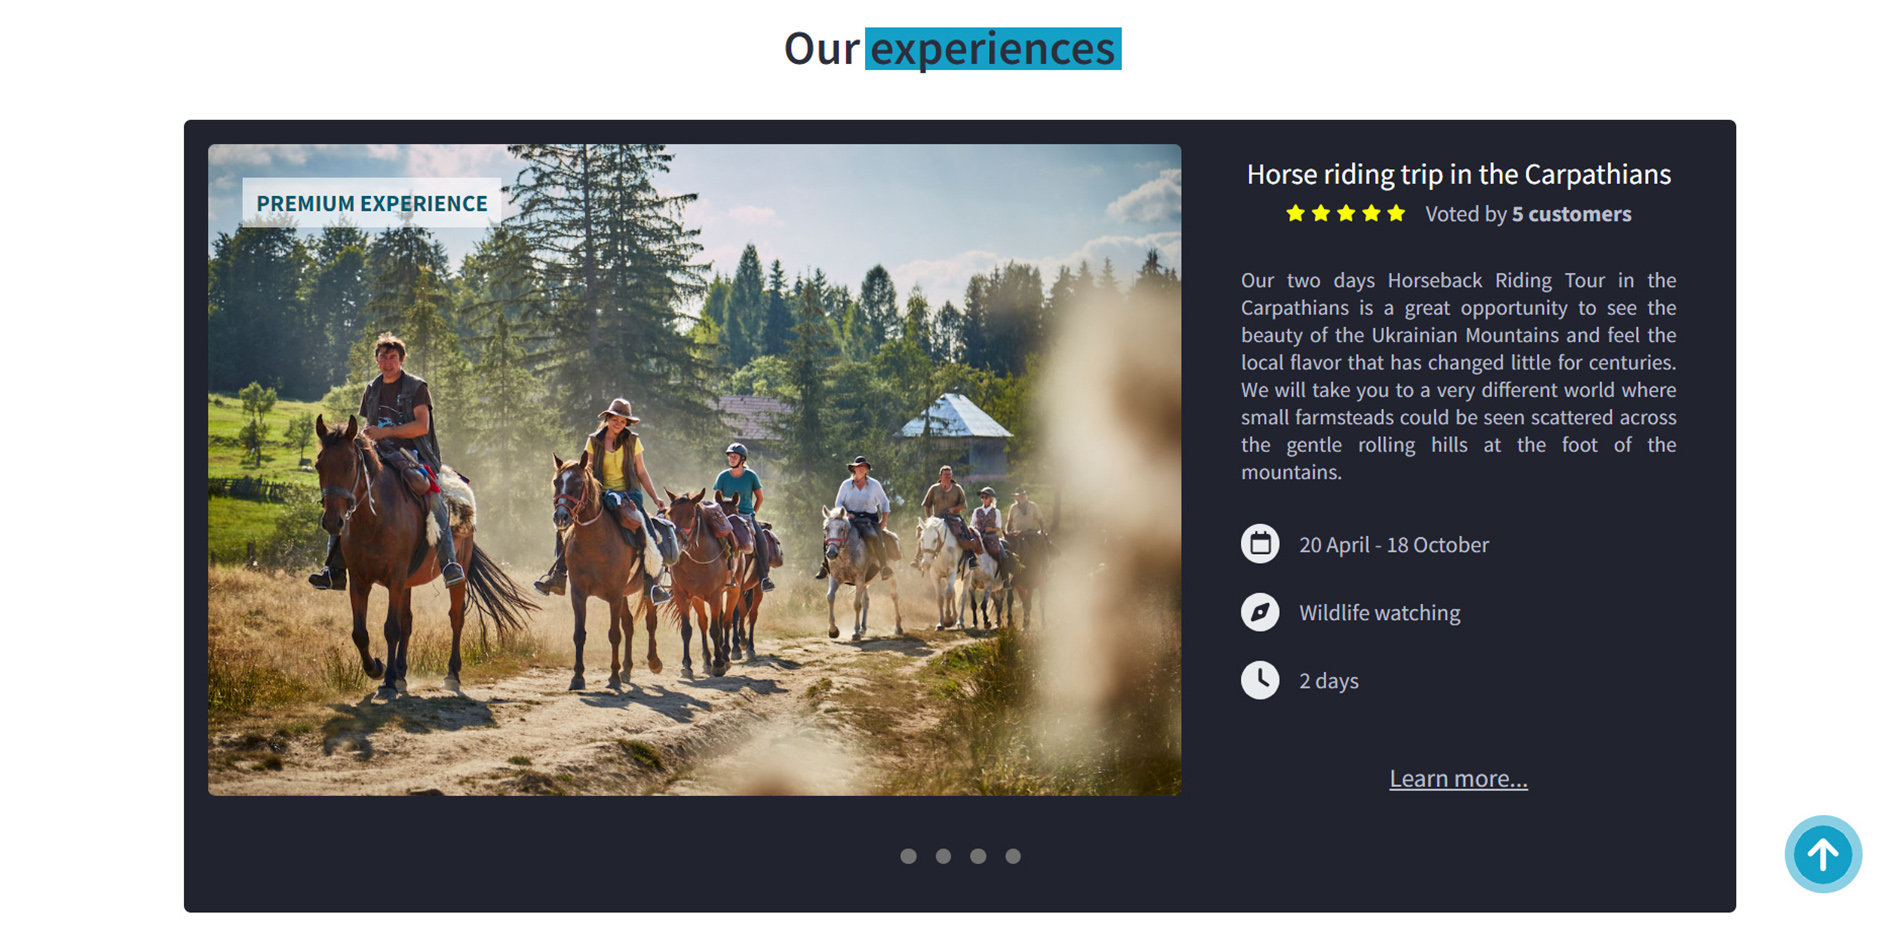 Our experiences
PREMIUM EXPERIENCE
Horse riding trip in the Carpathians
Voted by 5 customers
Our two days Horseback Riding Tour in the
Carpathians is a great opportunity to see the
beauty of the Ukrainian Mountains and feel the
local flavor that has changed little for centuries.
We will take you to a very different world where
small farmsteads could be seen scattered across
the gentle rolling hills at the foot of the
mountains.
20 April - 18 October
Wildlife watching
2 days
Learn more...